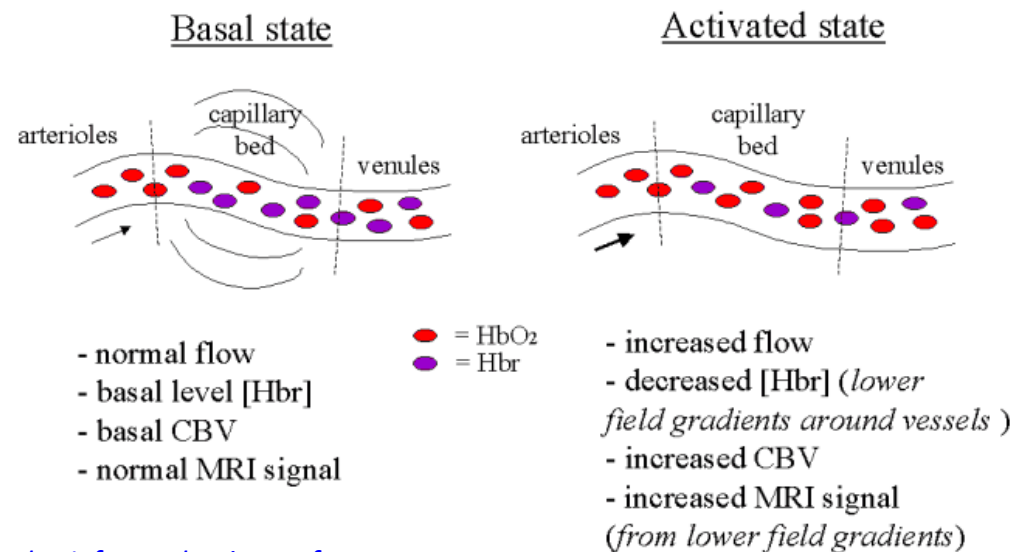 Basal state
arterioles
capillary
bed
venules
- normal flow
- basal level [Hbr]
- basal CBV
- normal MRI signal
= HbO₂
= Hbr
Activated state
arterioles
capillary
bed
venules
- increased flow
- decreased [Hbr] (lower
field gradients around vessels )
- increased CBV
- increased MRI signal
(from lower field gradients)